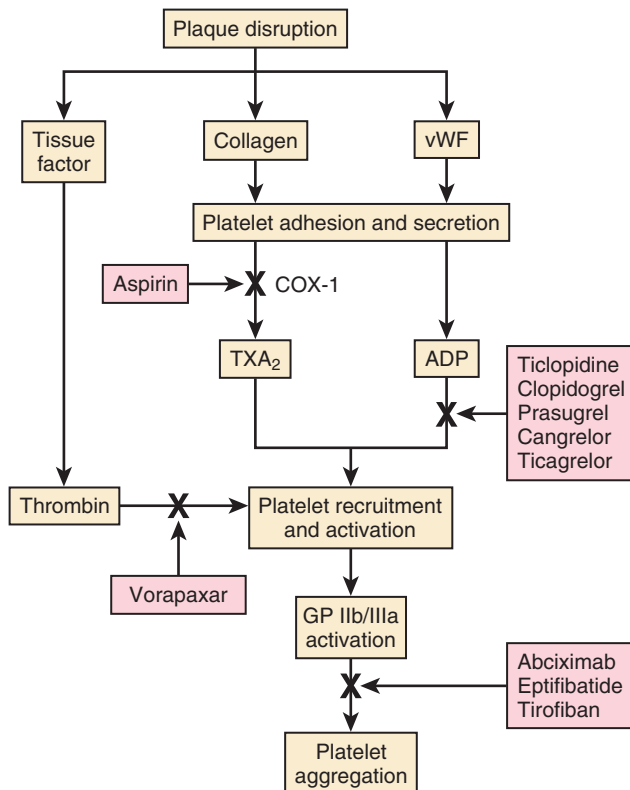 Plaque disruption
Tissue
factor
Collagen
vWF
Platelet adhesion and secretion
Aspirin
COX-1
TXA₂
ADP
Ticlopidine
Clopidogrel
Prasugrel
Cangrelor
Ticagrelor
Thrombin
Platelet recruitment
and activation
Vorapaxar
GP IIb/IIIa
activation
Abciximab
Eptifibatide
Tirofiban
Platelet
aggregation